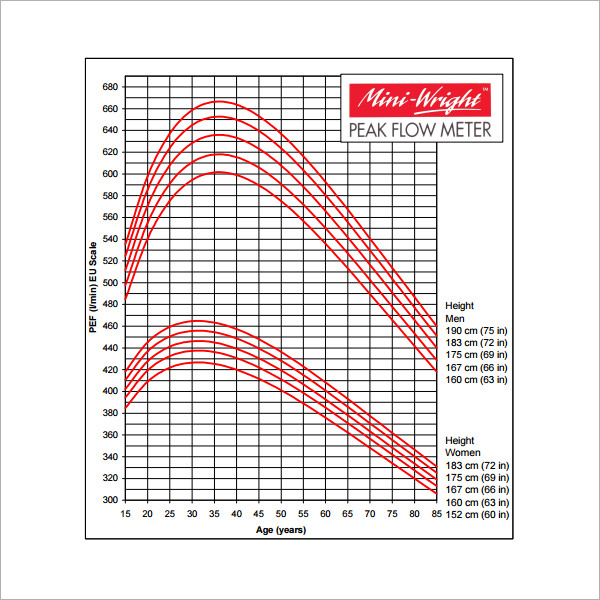 Mini-Wright™
PEAK FLOW METER
PEF (l/min) EU Scale
680
660
640
620
600
580
560
540
520
500
480
460
440
420
400
380
360
340
320
300
15 20 25 30 35 40 45 50 55 60 65 70 75 80 85
Age (years)
Height
Men
190 cm (75 in)
183 cm (72 in)
175 cm (69 in)
167 cm (66 in)
160 cm (63 in)
Height
Women
183 cm (72 in)
175 cm (69 in)
167 cm (66 in)
160 cm (63 in)
152 cm (60 in)